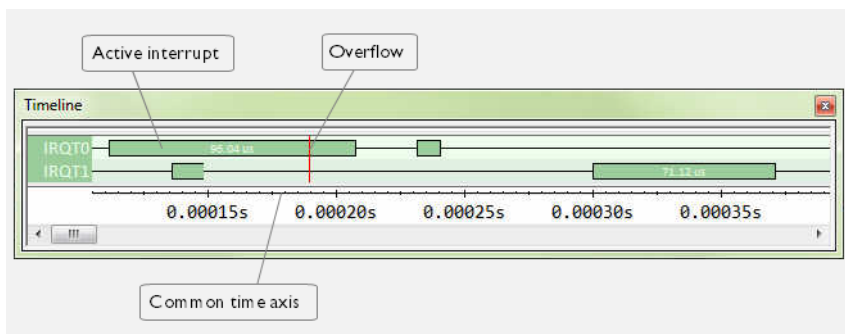 Active interrupt
Overflow
Timeline
IRQT0
96.04 us
IRQT1
71.12 us
0.00015s 0.00020s 0.00025s 0.00030s 0.00035s
Common time axis